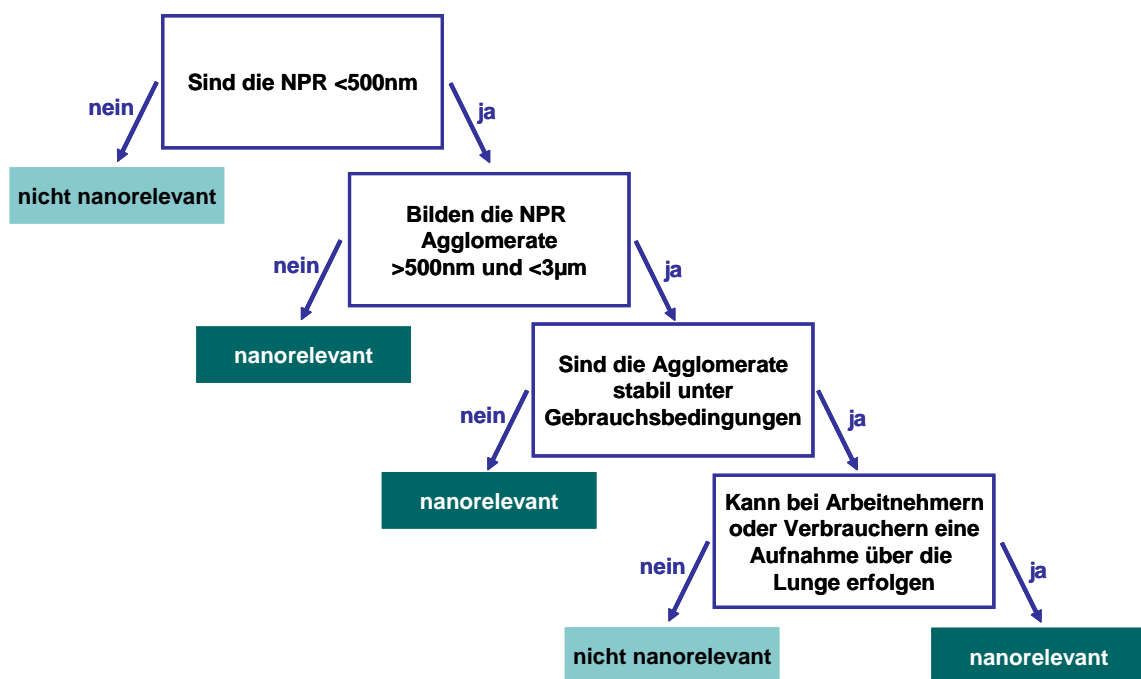 Sind die NPR <500nm
nein
ja
nicht nanorelevant
Bilden die NPR
Agglomerate
>500nm und <3µm
nein
ja
nanorelevant
Sind die Agglomerate
stabil unter
Gebrauchsbedingungen
nein
ja
nanorelevant
Kann bei Arbeitnehmern
oder Verbrauchern eine
Aufnahme über die
Lunge erfolgen
nein
ja
nicht nanorelevant
nanorelevant